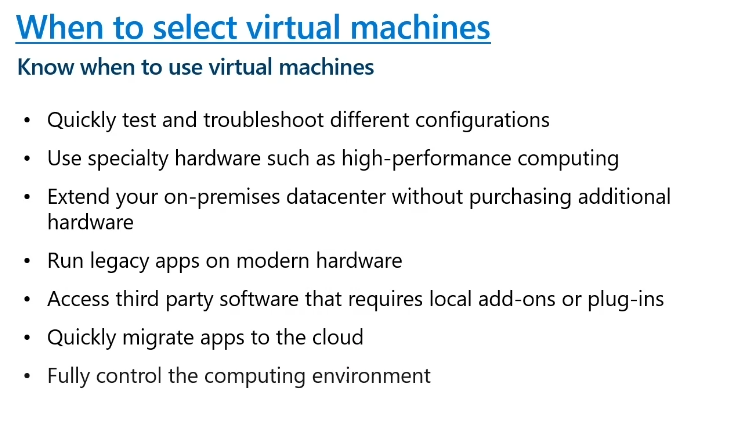 When to select virtual machines
Know when to use virtual machines
• Quickly test and troubleshoot different configurations
• Use specialty hardware such as high-performance computing
• Extend your on-premises datacenter without purchasing additional
hardware
• Run legacy apps on modern hardware
• Access third party software that requires local add-ons or plug-ins
• Quickly migrate apps to the cloud
• Fully control the computing environment